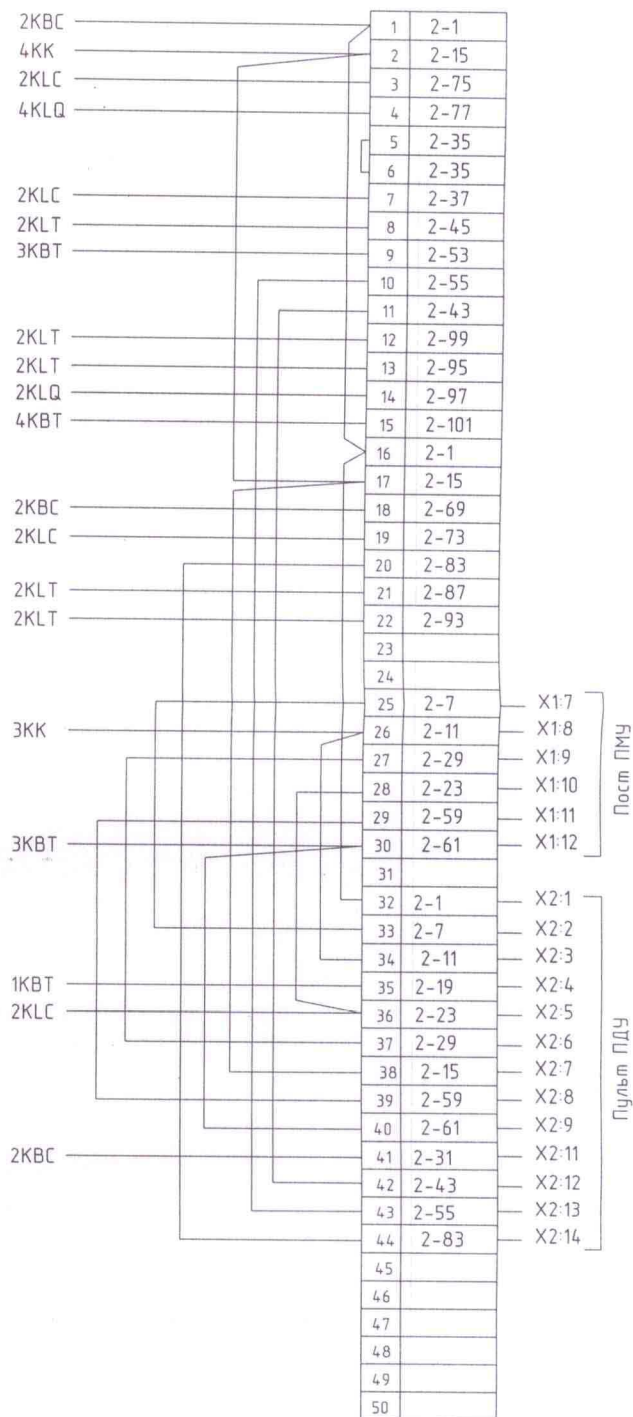 2KBC 1 2-1
4KK 2 2-15
2KLC 3 2-75
4KLQ 4 2-77
5 2-35
6 2-35
2KLC 7 2-37
2KLT 8 2-45
3KBT 9 2-53
10 2-55
11 2-43
2KLT 12 2-99
2KLT 13 2-95
2KLQ 14 2-97
4KBT 15 2-101
16 2-1
17 2-15
2KBC 18 2-69
2KLC 19 2-73
20 2-83
2KLT 21 2-87
2KLT 22 2-93
23
24
25 2-7 X1:7
3KK 26 2-11 X1:8
27 2-29 X1:9
28 2-23 X1:10
29 2-59 X1:11
3KBT 30 2-61 X1:12
Пост ПМУ
31
32 2-1 X2:1
33 2-7 X2:2
34 2-11 X2:3
1KBT 35 2-19 X2:4
2KLC 36 2-23 X2:5
37 2-29 X2:6
38 2-15 X2:7
39 2-59 X2:8
40 2-61 X2:9
2KBC 41 2-31 X2:11
42 2-43 X2:12
43 2-55 X2:13
44 2-83 X2:14
Пульт ПДУ
45
46
47
48
49
50